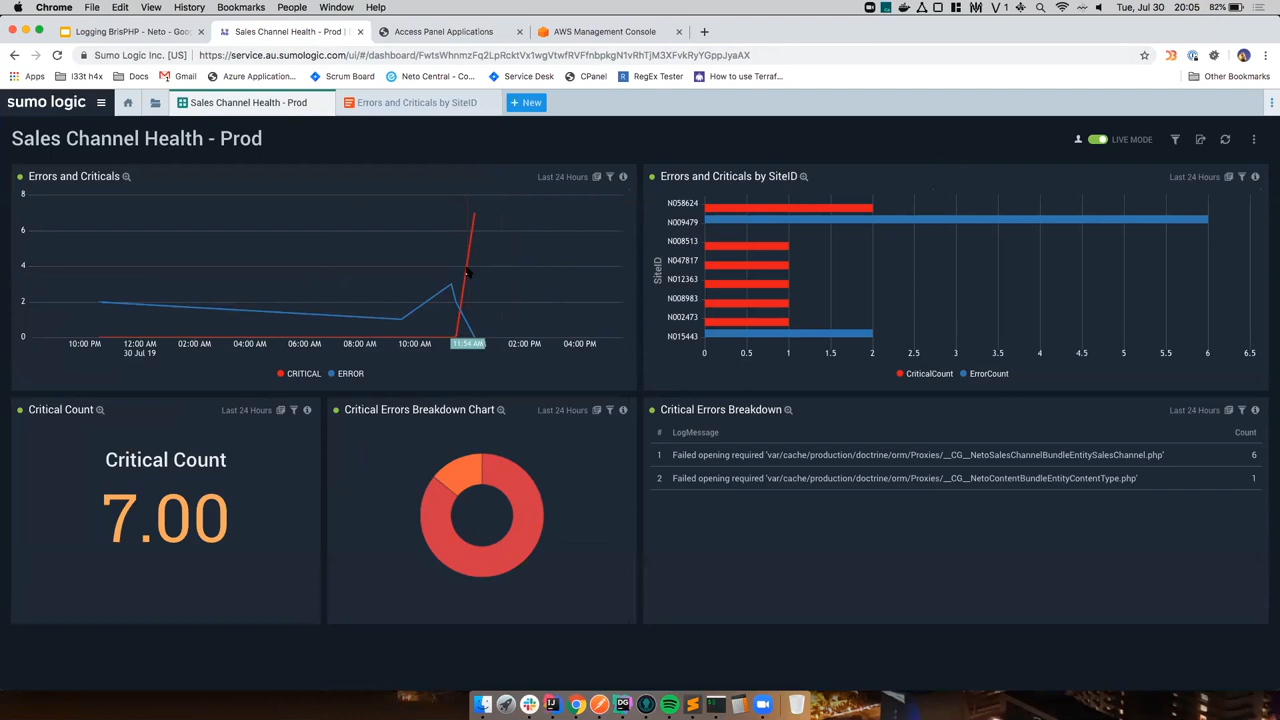 Chrome File Edit View History Bookmarks People Window Help
V 1
82%
Tue, Jul 30 20:05
Logging BrisPHP - Neto - Goo
Sales Channel Health - Prod |
Access Panel Applications
AWS Management Console
Sumo Logic Inc. [US]
Apps
l33t h4x
Docs
Gmail
Azure Application...
Scrum Board
Neto Central - Co...
Service Desk
CPanel
RegEx Tester
How to use Terraf...
Other Bookmarks
sumo logic
Sales Channel Health - Prod
Errors and Criticals by SiteID
+ New
Sales Channel Health - Prod
LIVE MODE
Errors and Criticals
Last 24 Hours
8
6
4
2
0
10:00 PM 12:00 AM 02:00 AM 04:00 AM 06:00 AM 08:00 AM 10:00 AM 11:54 AM 02:00 PM 04:00 PM
30 Jul 19
CRITICAL ERROR
Errors and Criticals by SiteID
Last 24 Hours
SiteID
N058624
N009479
N008513
N047817
N012363
N008983
N002473
N015443
0 0.5 1 1.5 2 2.5 3 3.5 4 4.5 5 5.5 6 6.5
CriticalCount ErrorCount
Critical Count
Last 24 Hours
Critical Count
7.00
Critical Errors Breakdown Chart
Last 24 Hours
Critical Errors Breakdown
Last 24 Hours
# LogMessage Count
1 Failed opening required 'var/cache/production/doctrine/orm/Proxies/__CG__NetoSalesChannelBundleEntitySalesChannel.php' 6
2 Failed opening required 'var/cache/production/doctrine/orm/Proxies/__CG__NetoContentBundleEntityContentType.php' 1
IJ
DG